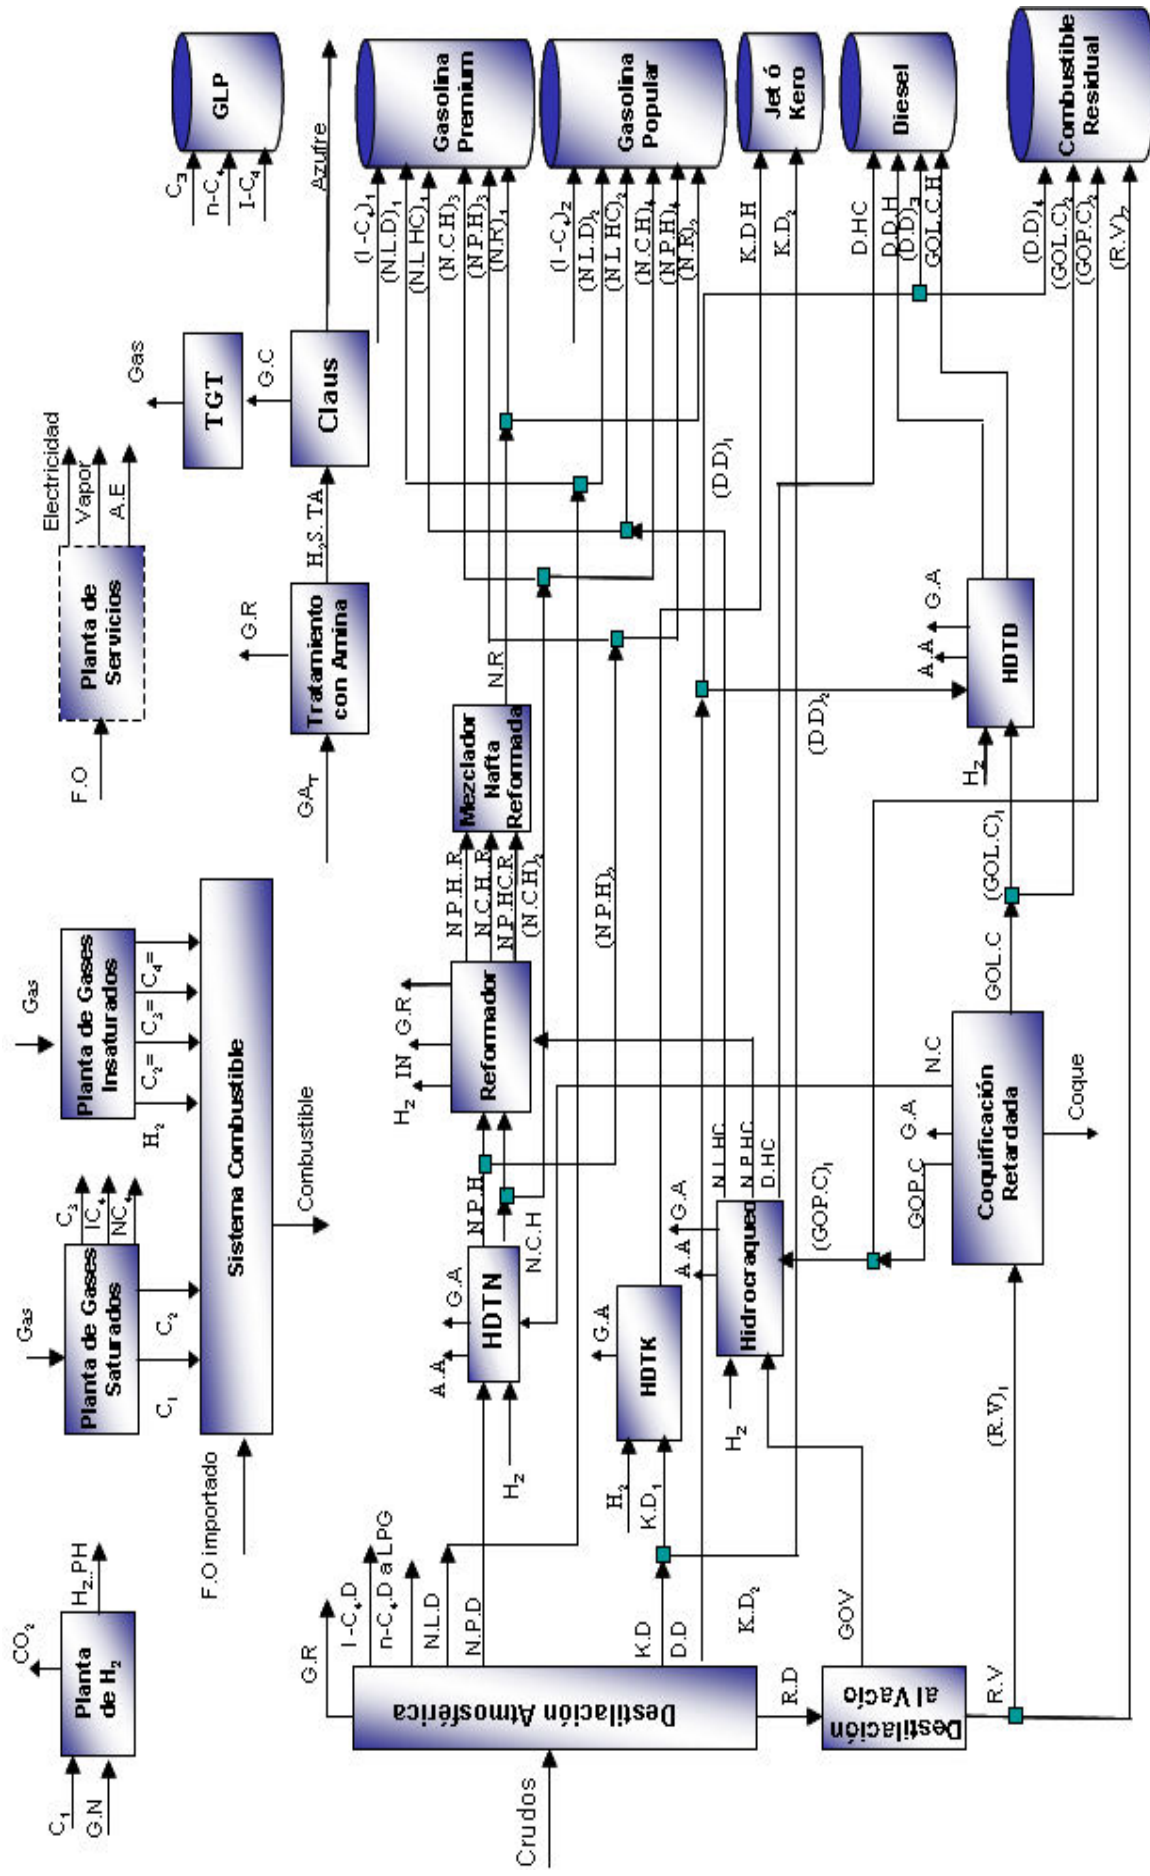 C₁
G.N
Planta
de H₂
CO₂
H₂.PH
Gas
Planta de Gases
Saturados
C₃
IC₄
NC₄
C₁
C₂
Gas
Planta de Gases
Insaturados
H₂
C₂=
C₃=
C₄=
F.O importado
Sistema Combustible
Combustible
F.O
Planta de
Servicios
Electricidad
Vapor
A.E
GA_T
Tratamiento
con Amina
G.R
H₂S. TA
Claus
G.C
TGT
Gas
Azufre
C₃
n-C₄
I-C₄
GLP
Crudos
Destilación Atmosférica
G.R
I-C₄.D
n-C₄.D a LPG
N.L.D
N.P.D
K.D
D.D
R.D
Destilación
al Vacío
GOV
R.V
(R.V)₁
H₂
HDTN
A.A
G.A
N.P.H
N.C.H
Reformador
H₂
IN
G.R
N.P.H..R
N.C.H..R
N.P.HC.R
(N.C.H)₂
Mezclador
Nafta
Reformada
N.R
(N.P.H)₂
H₂
K.D₁
K.D₂
HDTK
G.A
H₂
Hidrocraqueo
A.A
G.A
N.L.HC
N.P.HC
D.HC
(GOP.C)₁
GOP.C
Coquificación
Retardada
G.A
N.C
Coque
GOL.C
(GOL.C)₁
H₂
HDTD
A.A
G.A
(D.D)₁
(D.D)₂
(I-C₄)₁
(N.L.D)₁
(N.L HC)₁
(N.C.H)₃
(N.P.H)₃
(N.R)₁
Gasolina
Premium
(I-C₄)₂
(N.L.D)₂
(N.L HC)₂
(N.C.H)₄
(N.P.H)₄
(N.R)₂
Gasolina
Popular
K.D.H
K.D₂
Jet ó
Kero
D.HC
D.D.H
(D.D)₃
GOL.C.H
Diesel
(D.D)₄
(GOL.C)₂
(GOP.C)₂
(R.V)₂
Combustible
Residual